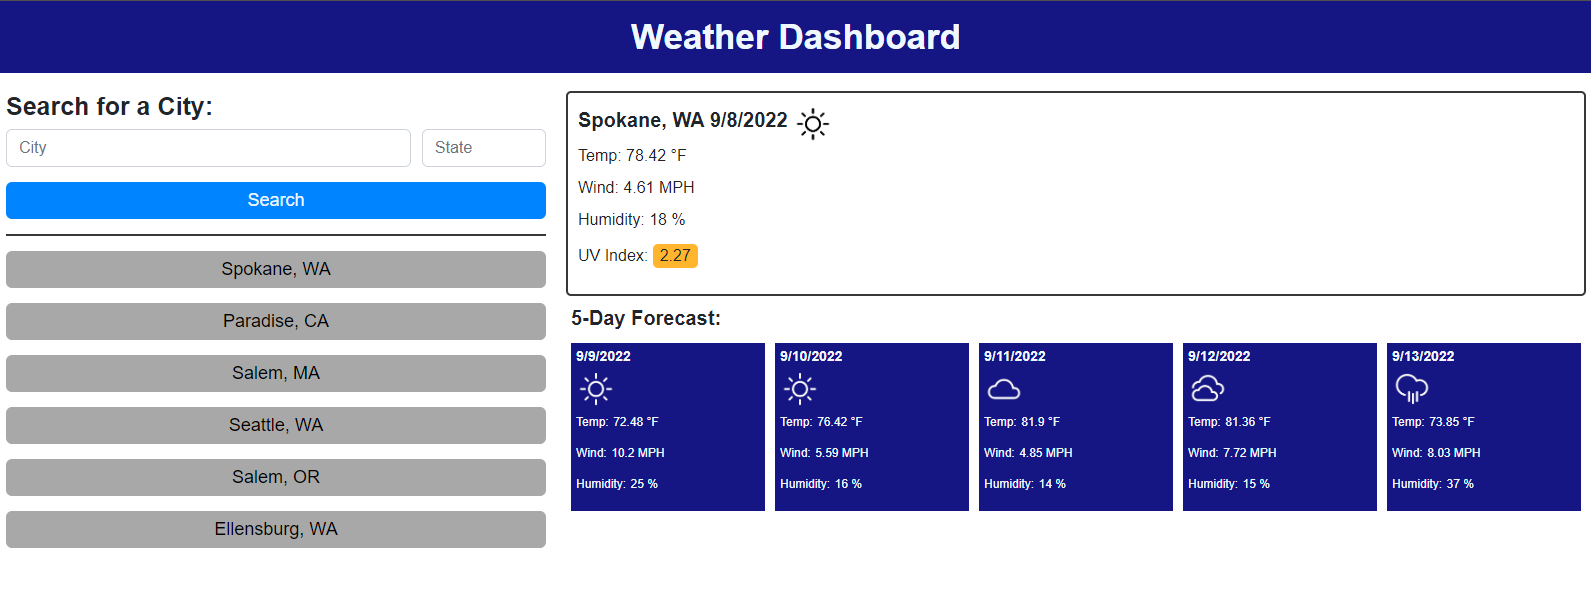 Weather Dashboard
Search for a City:
City
State
Search
Spokane, WA
Paradise, CA
Salem, MA
Seattle, WA
Salem, OR
Ellensburg, WA
Spokane, WA 9/8/2022
Temp: 78.42 °F
Wind: 4.61 MPH
Humidity: 18 %
UV Index: 2.27
5-Day Forecast:
9/9/2022
Temp: 72.48 °F
Wind: 10.2 MPH
Humidity: 25 %
9/10/2022
Temp: 76.42 °F
Wind: 5.59 MPH
Humidity: 16 %
9/11/2022
Temp: 81.9 °F
Wind: 4.85 MPH
Humidity: 14 %
9/12/2022
Temp: 81.36 °F
Wind: 7.72 MPH
Humidity: 15 %
9/13/2022
Temp: 73.85 °F
Wind: 8.03 MPH
Humidity: 37 %